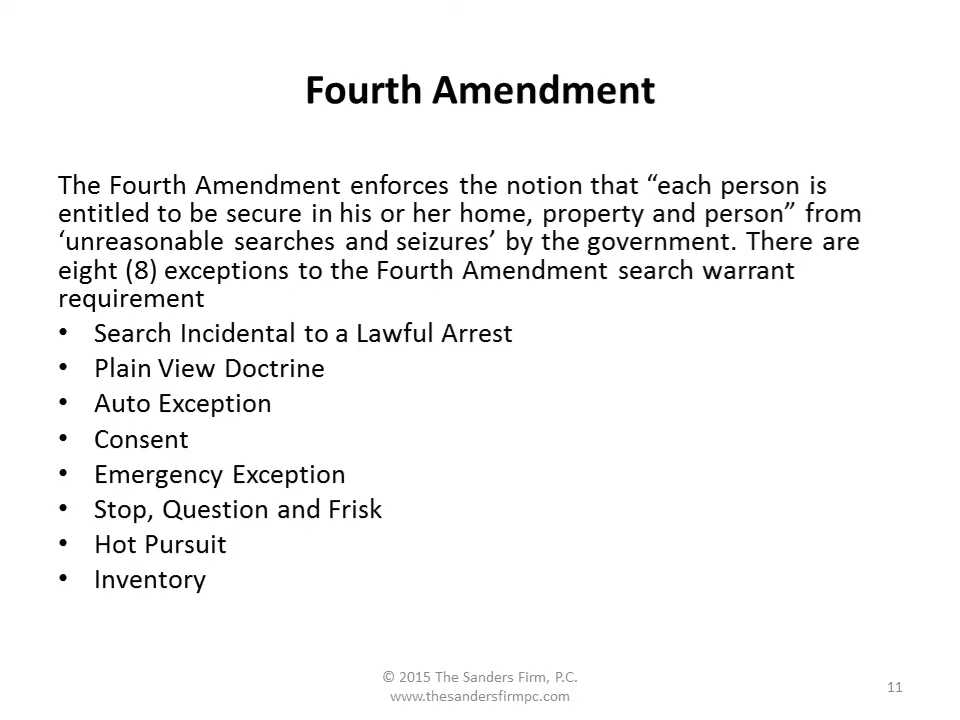 Fourth Amendment
The Fourth Amendment enforces the notion that “each person is
entitled to be secure in his or her home, property and person” from
‘unreasonable searches and seizures’ by the government. There are
eight (8) exceptions to the Fourth Amendment search warrant
requirement
• Search Incidental to a Lawful Arrest
• Plain View Doctrine
• Auto Exception
• Consent
• Emergency Exception
• Stop, Question and Frisk
• Hot Pursuit
• Inventory
© 2015 The Sanders Firm, P.C.
www.thesandersfirmpc.com
11